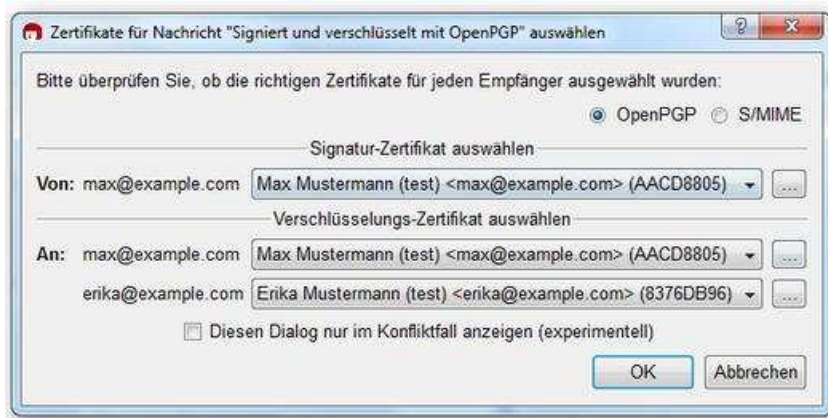 Zertifikate für Nachricht "Signiert und verschlüsselt mit OpenPGP" auswählen
Bitte überprüfen Sie, ob die richtigen Zertifikate für jeden Empfänger ausgewählt wurden:
OpenPGP S/MIME
Signatur-Zertifikat auswählen
Von: max@example.com Max Mustermann (test) <max@example.com> (AACD8805) ...
Verschlüsselungs-Zertifikat auswählen
An: max@example.com Max Mustermann (test) <max@example.com> (AACD8805) ...
erika@example.com Erika Mustermann (test) <erika@example.com> (8376DB96) ...
Diesen Dialog nur im Konfliktfall anzeigen (experimentell)
OK Abbrechen